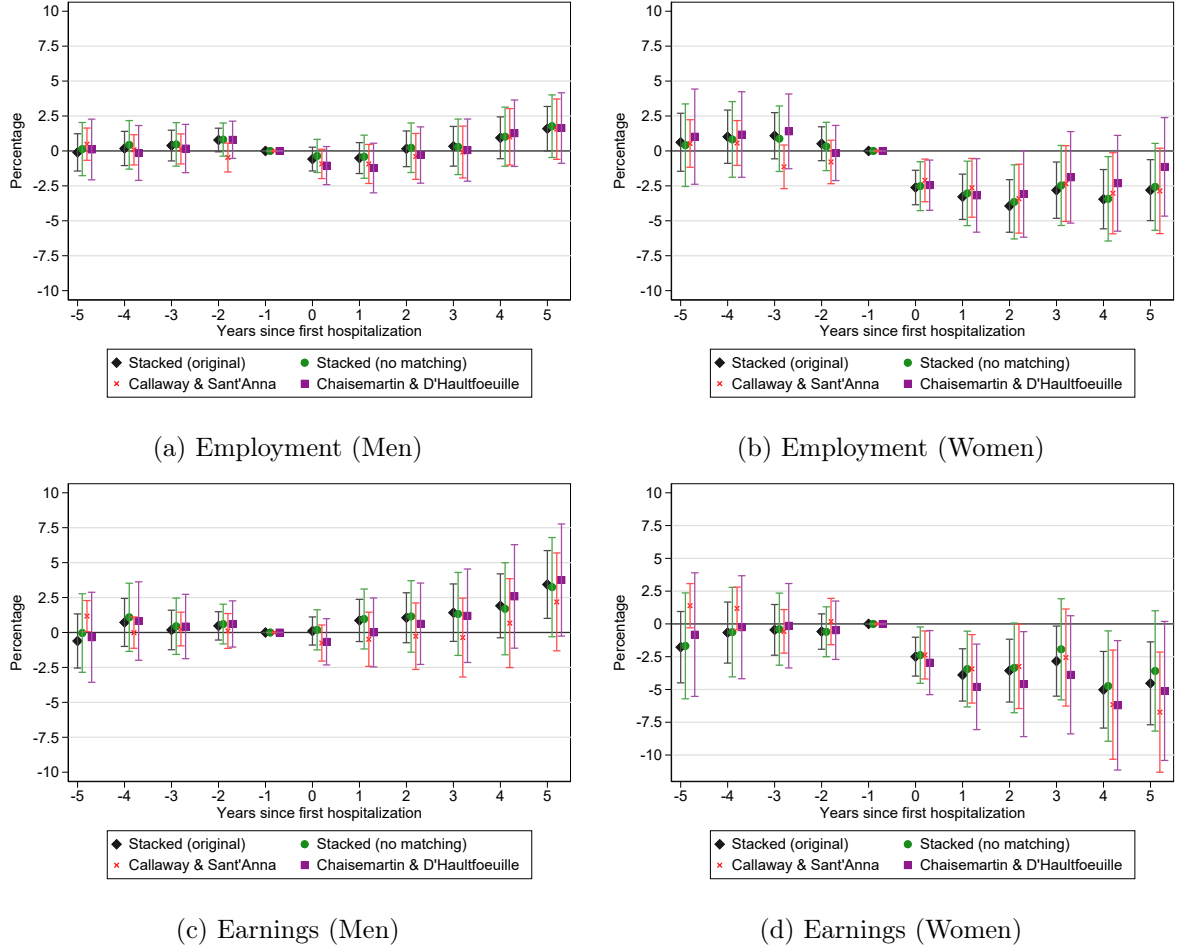 10
7.5
5
2.5
0
-2.5
-5
-7.5
-10
Percentage
-5 -4 -3 -2 -1 0 1 2 3 4 5
Years since first hospitalization
Stacked (original) Stacked (no matching)
Callaway & Sant'Anna Chaisemartin & D'Haultfoeuille
(a) Employment (Men)
10
7.5
5
2.5
0
-2.5
-5
-7.5
-10
Percentage
-5 -4 -3 -2 -1 0 1 2 3 4 5
Years since first hospitalization
Stacked (original) Stacked (no matching)
Callaway & Sant'Anna Chaisemartin & D'Haultfoeuille
(b) Employment (Women)
10
7.5
5
2.5
0
-2.5
-5
-7.5
-10
Percentage
-5 -4 -3 -2 -1 0 1 2 3 4 5
Years since first hospitalization
Stacked (original) Stacked (no matching)
Callaway & Sant'Anna Chaisemartin & D'Haultfoeuille
(c) Earnings (Men)
10
7.5
5
2.5
0
-2.5
-5
-7.5
-10
Percentage
-5 -4 -3 -2 -1 0 1 2 3 4 5
Years since first hospitalization
Stacked (original) Stacked (no matching)
Callaway & Sant'Anna Chaisemartin & D'Haultfoeuille
(d) Earnings (Women)